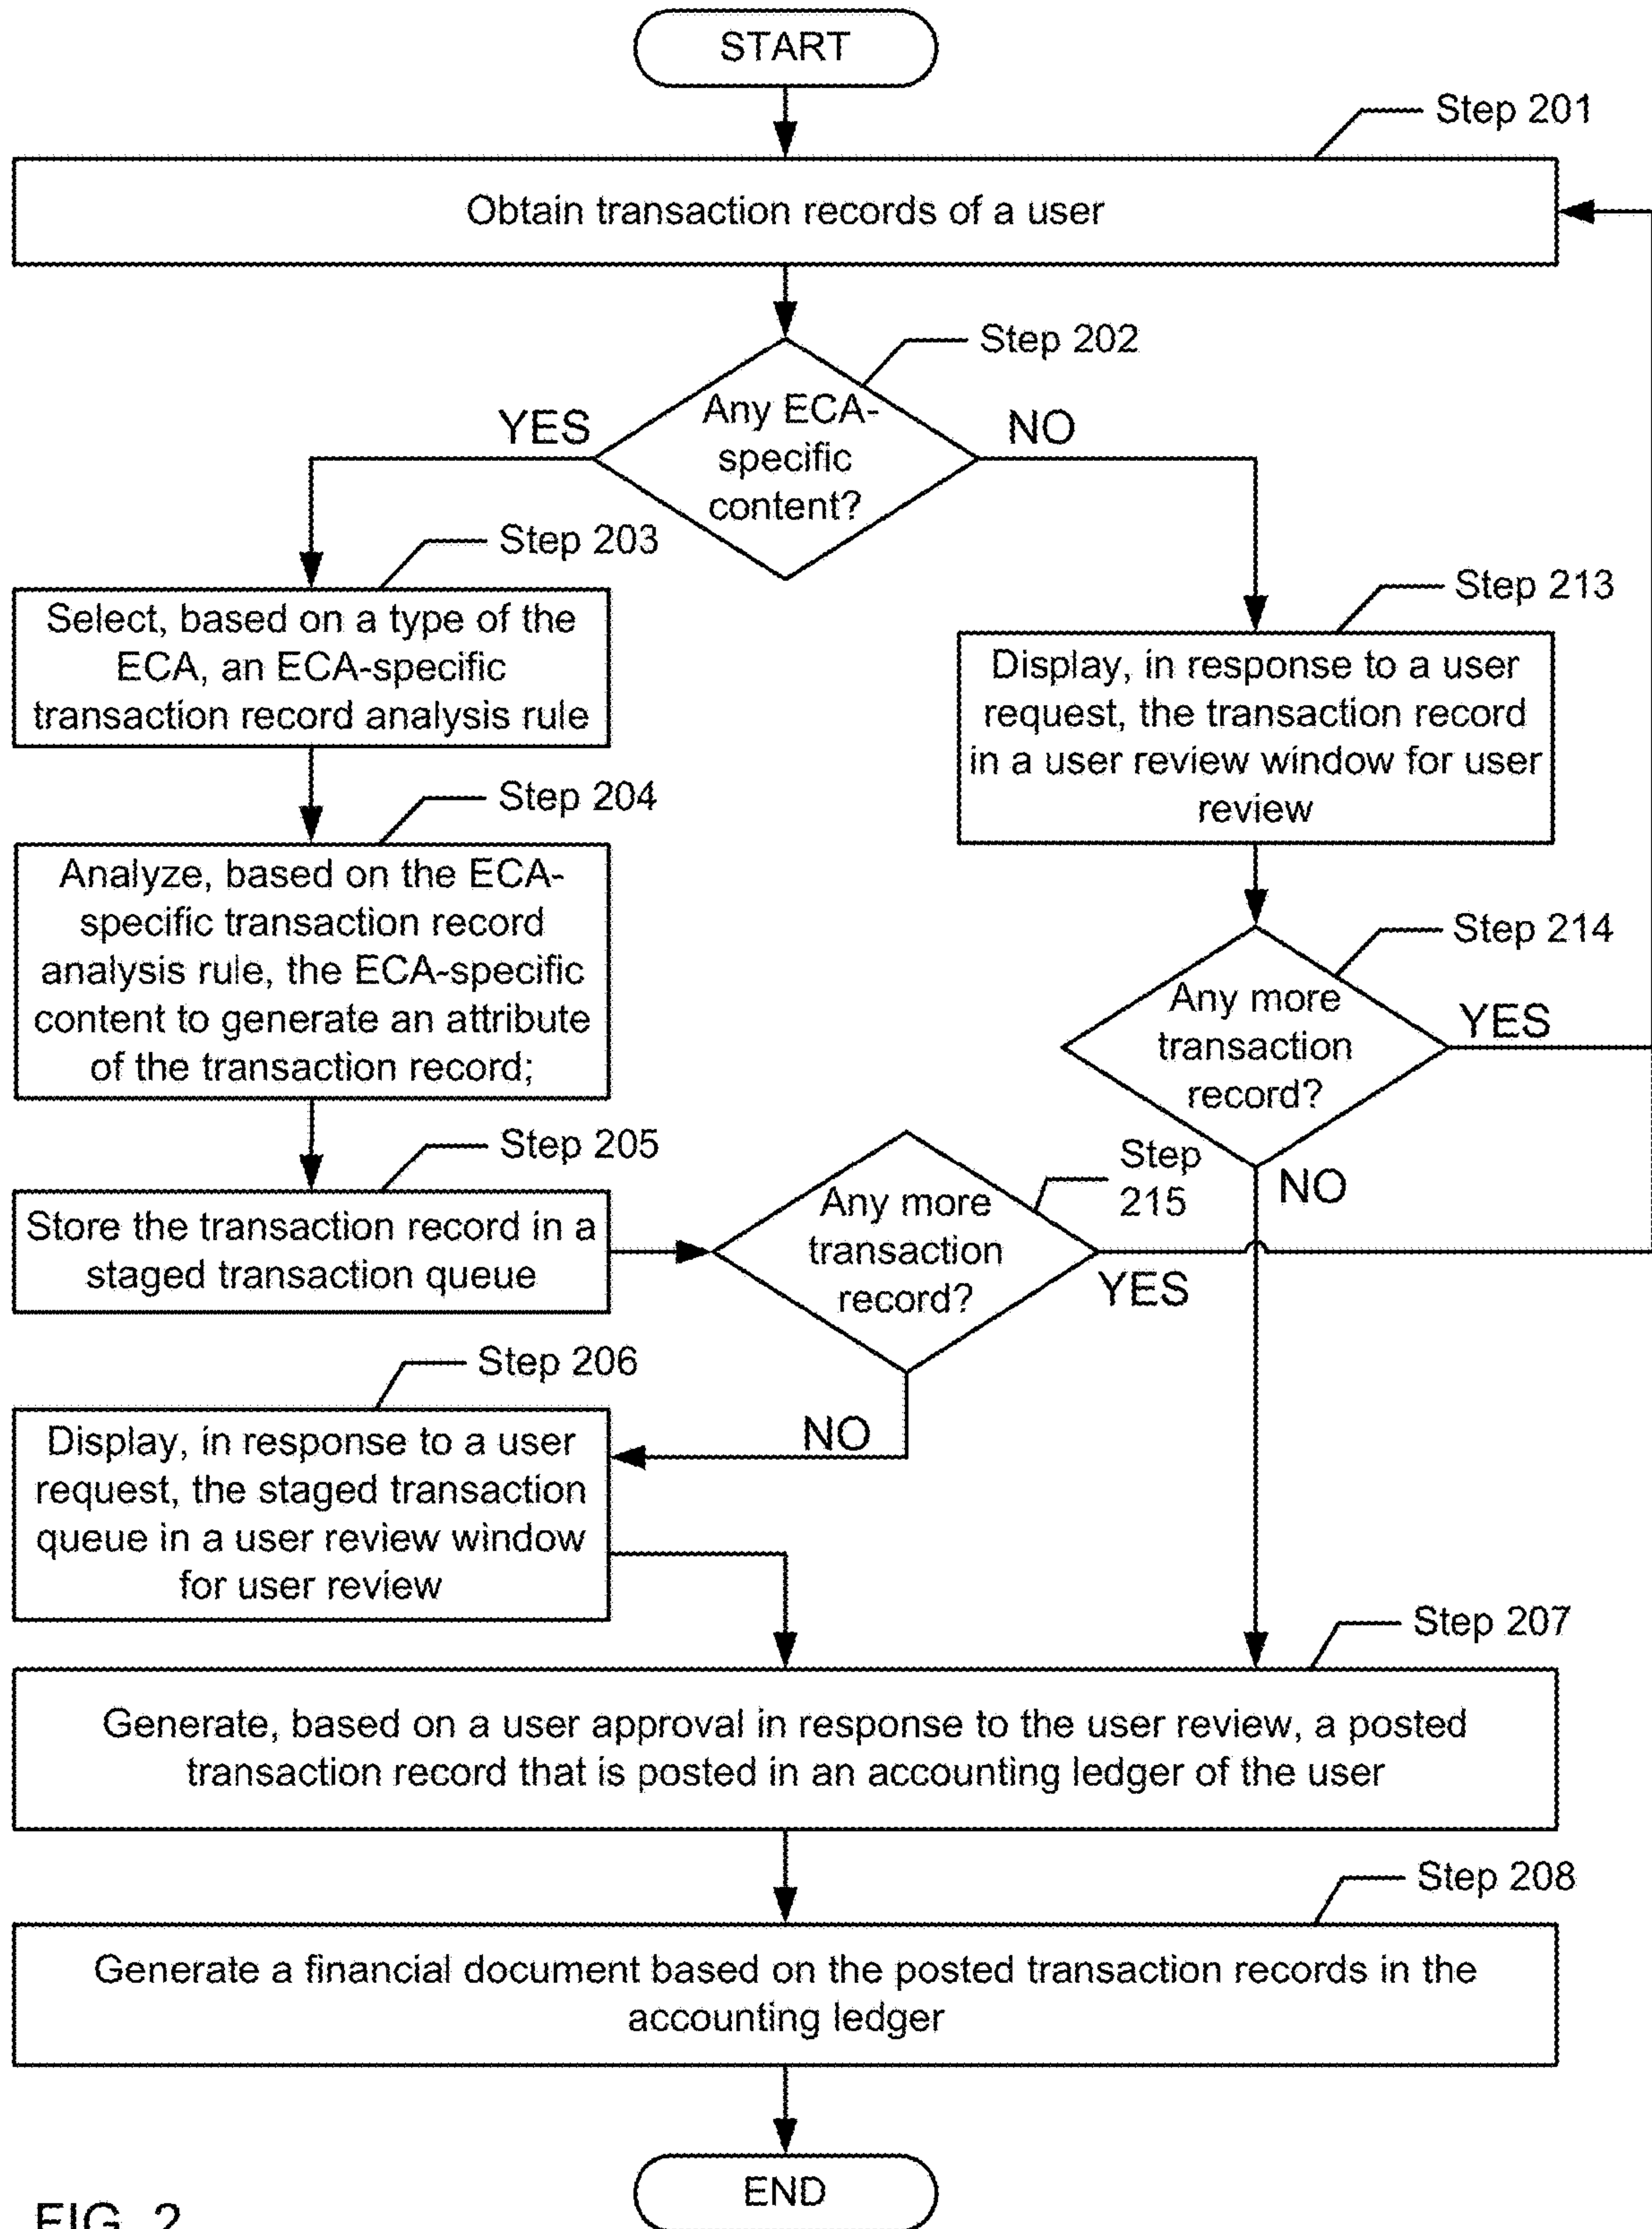 START
Step 201
Obtain transaction records of a user
Step 202
Any ECA-
specific
content?
YES
NO
Step 203
Select, based on a type of the
ECA, an ECA-specific
transaction record analysis rule
Step 213
Display, in response to a user
request, the transaction record
in a user review window for user
review
Step 204
Analyze, based on the ECA-
specific transaction record
analysis rule, the ECA-specific
content to generate an attribute
of the transaction record;
Step 214
Any more
transaction
record?
YES
NO
Step 205
Store the transaction record in a
staged transaction queue
Step
215
Any more
transaction
record?
YES
NO
Step 206
Display, in response to a user
request, the staged transaction
queue in a user review window
for user review
Step 207
Generate, based on a user approval in response to the user review, a posted
transaction record that is posted in an accounting ledger of the user
Step 208
Generate a financial document based on the posted transaction records in the
accounting ledger
END
FIG. 2